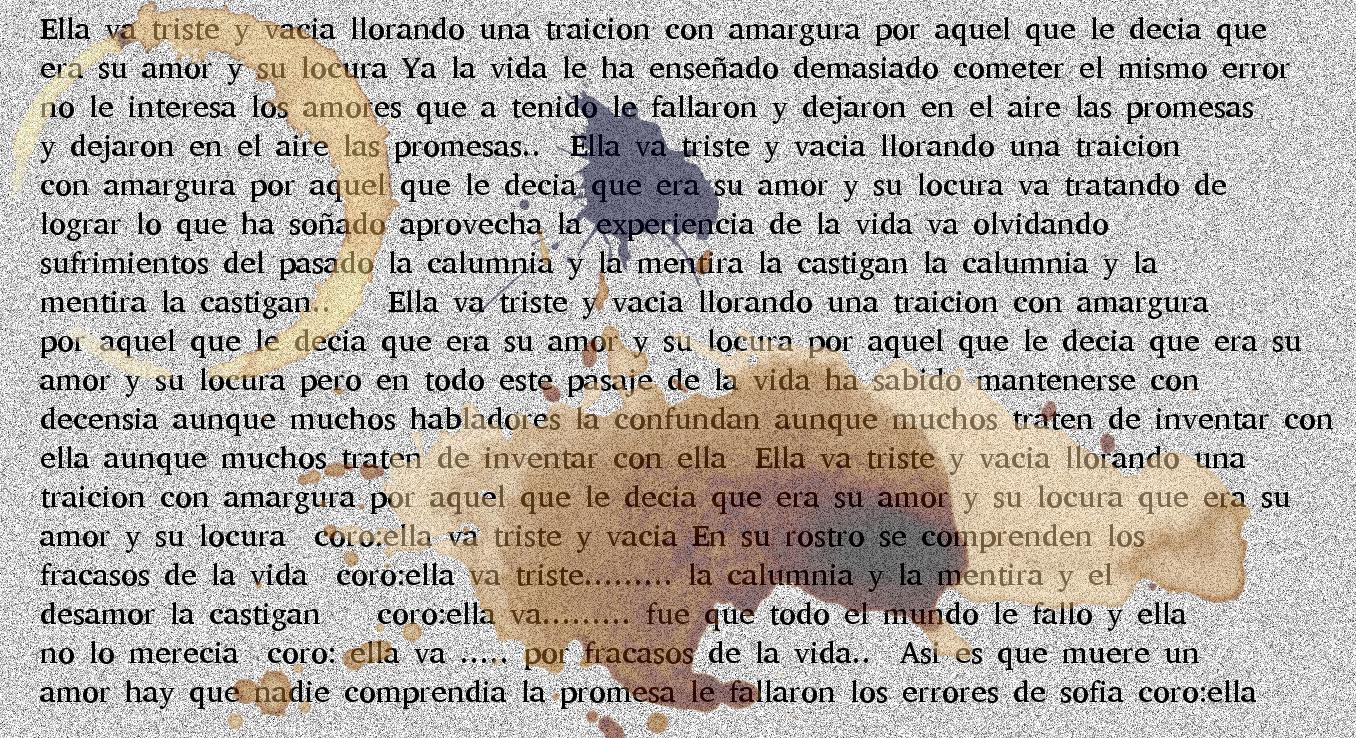 Ella va triste y vacia llorando una traicion con amargura por aquel que le decia que
era su amor y su locura Ya la vida le ha enseñado demasiado cometer el mismo error
no le interesa los amores que a tenido le fallaron y dejaron en el aire las promesas
y dejaron en el aire las promesas.. Ella va triste y vacia llorando una traicion
con amargura por aquel que le decia que era su amor y su locura va tratando de
lograr lo que ha soñado aprovecha la experiencia de la vida va olvidando
sufrimientos del pasado la calumnia y la mentira la castigan la calumnia y la
mentira la castigan.. Ella va triste y vacia llorando una traicion con amargura
por aquel que le decia que era su amor y su locura por aquel que le decia que era su
amor y su locura pero en todo este pasaje de la vida ha sabido mantenerse con
decensia aunque muchos habladores la confundan aunque muchos traten de inventar con
ella aunque muchos traten de inventar con ella Ella va triste y vacia llorando una
traicion con amargura por aquel que le decia que era su amor y su locura que era su
amor y su locura coro:ella va triste y vacia En su rostro se comprenden los
fracasos de la vida coro:ella va triste......... la calumnia y la mentira y el
desamor la castigan coro:ella va......... fue que todo el mundo le fallo y ella
no lo merecia coro: ella va ..... por fracasos de la vida.. Asi es que muere un
amor hay que nadie comprendia la promesa le fallaron los errores de sofia coro:ella